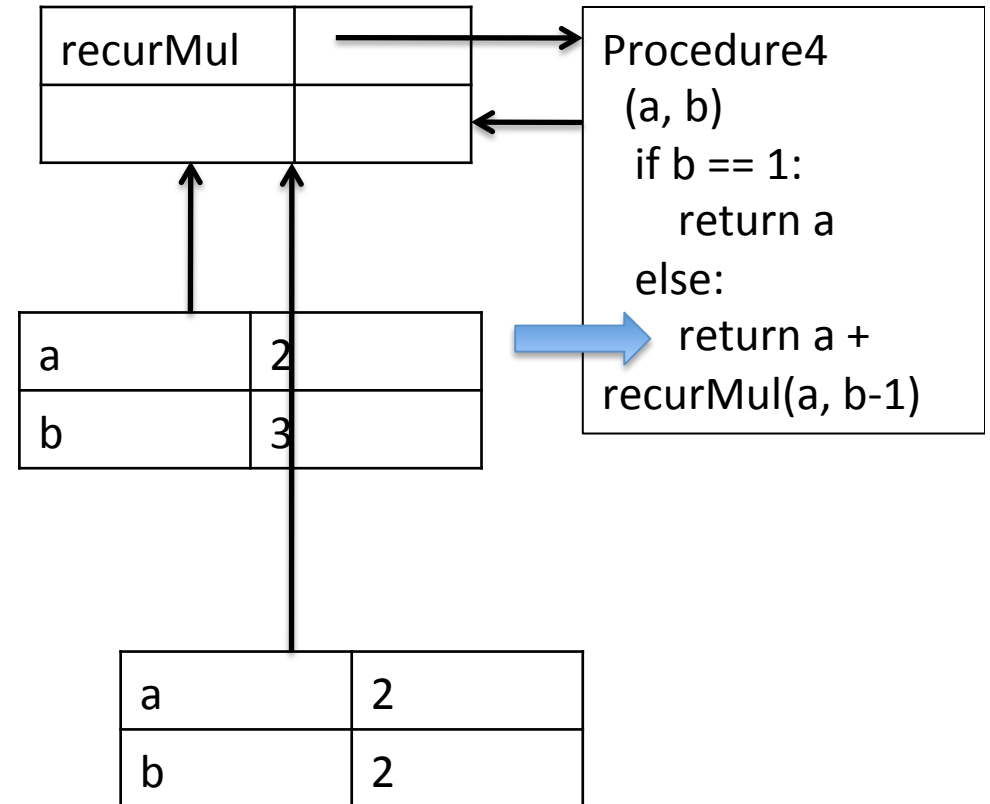 recurMul
Procedure4
(a, b)
if b == 1:
return a
else:
return a +
recurMul(a, b-1)
a 2
b 3
a 2
b 2